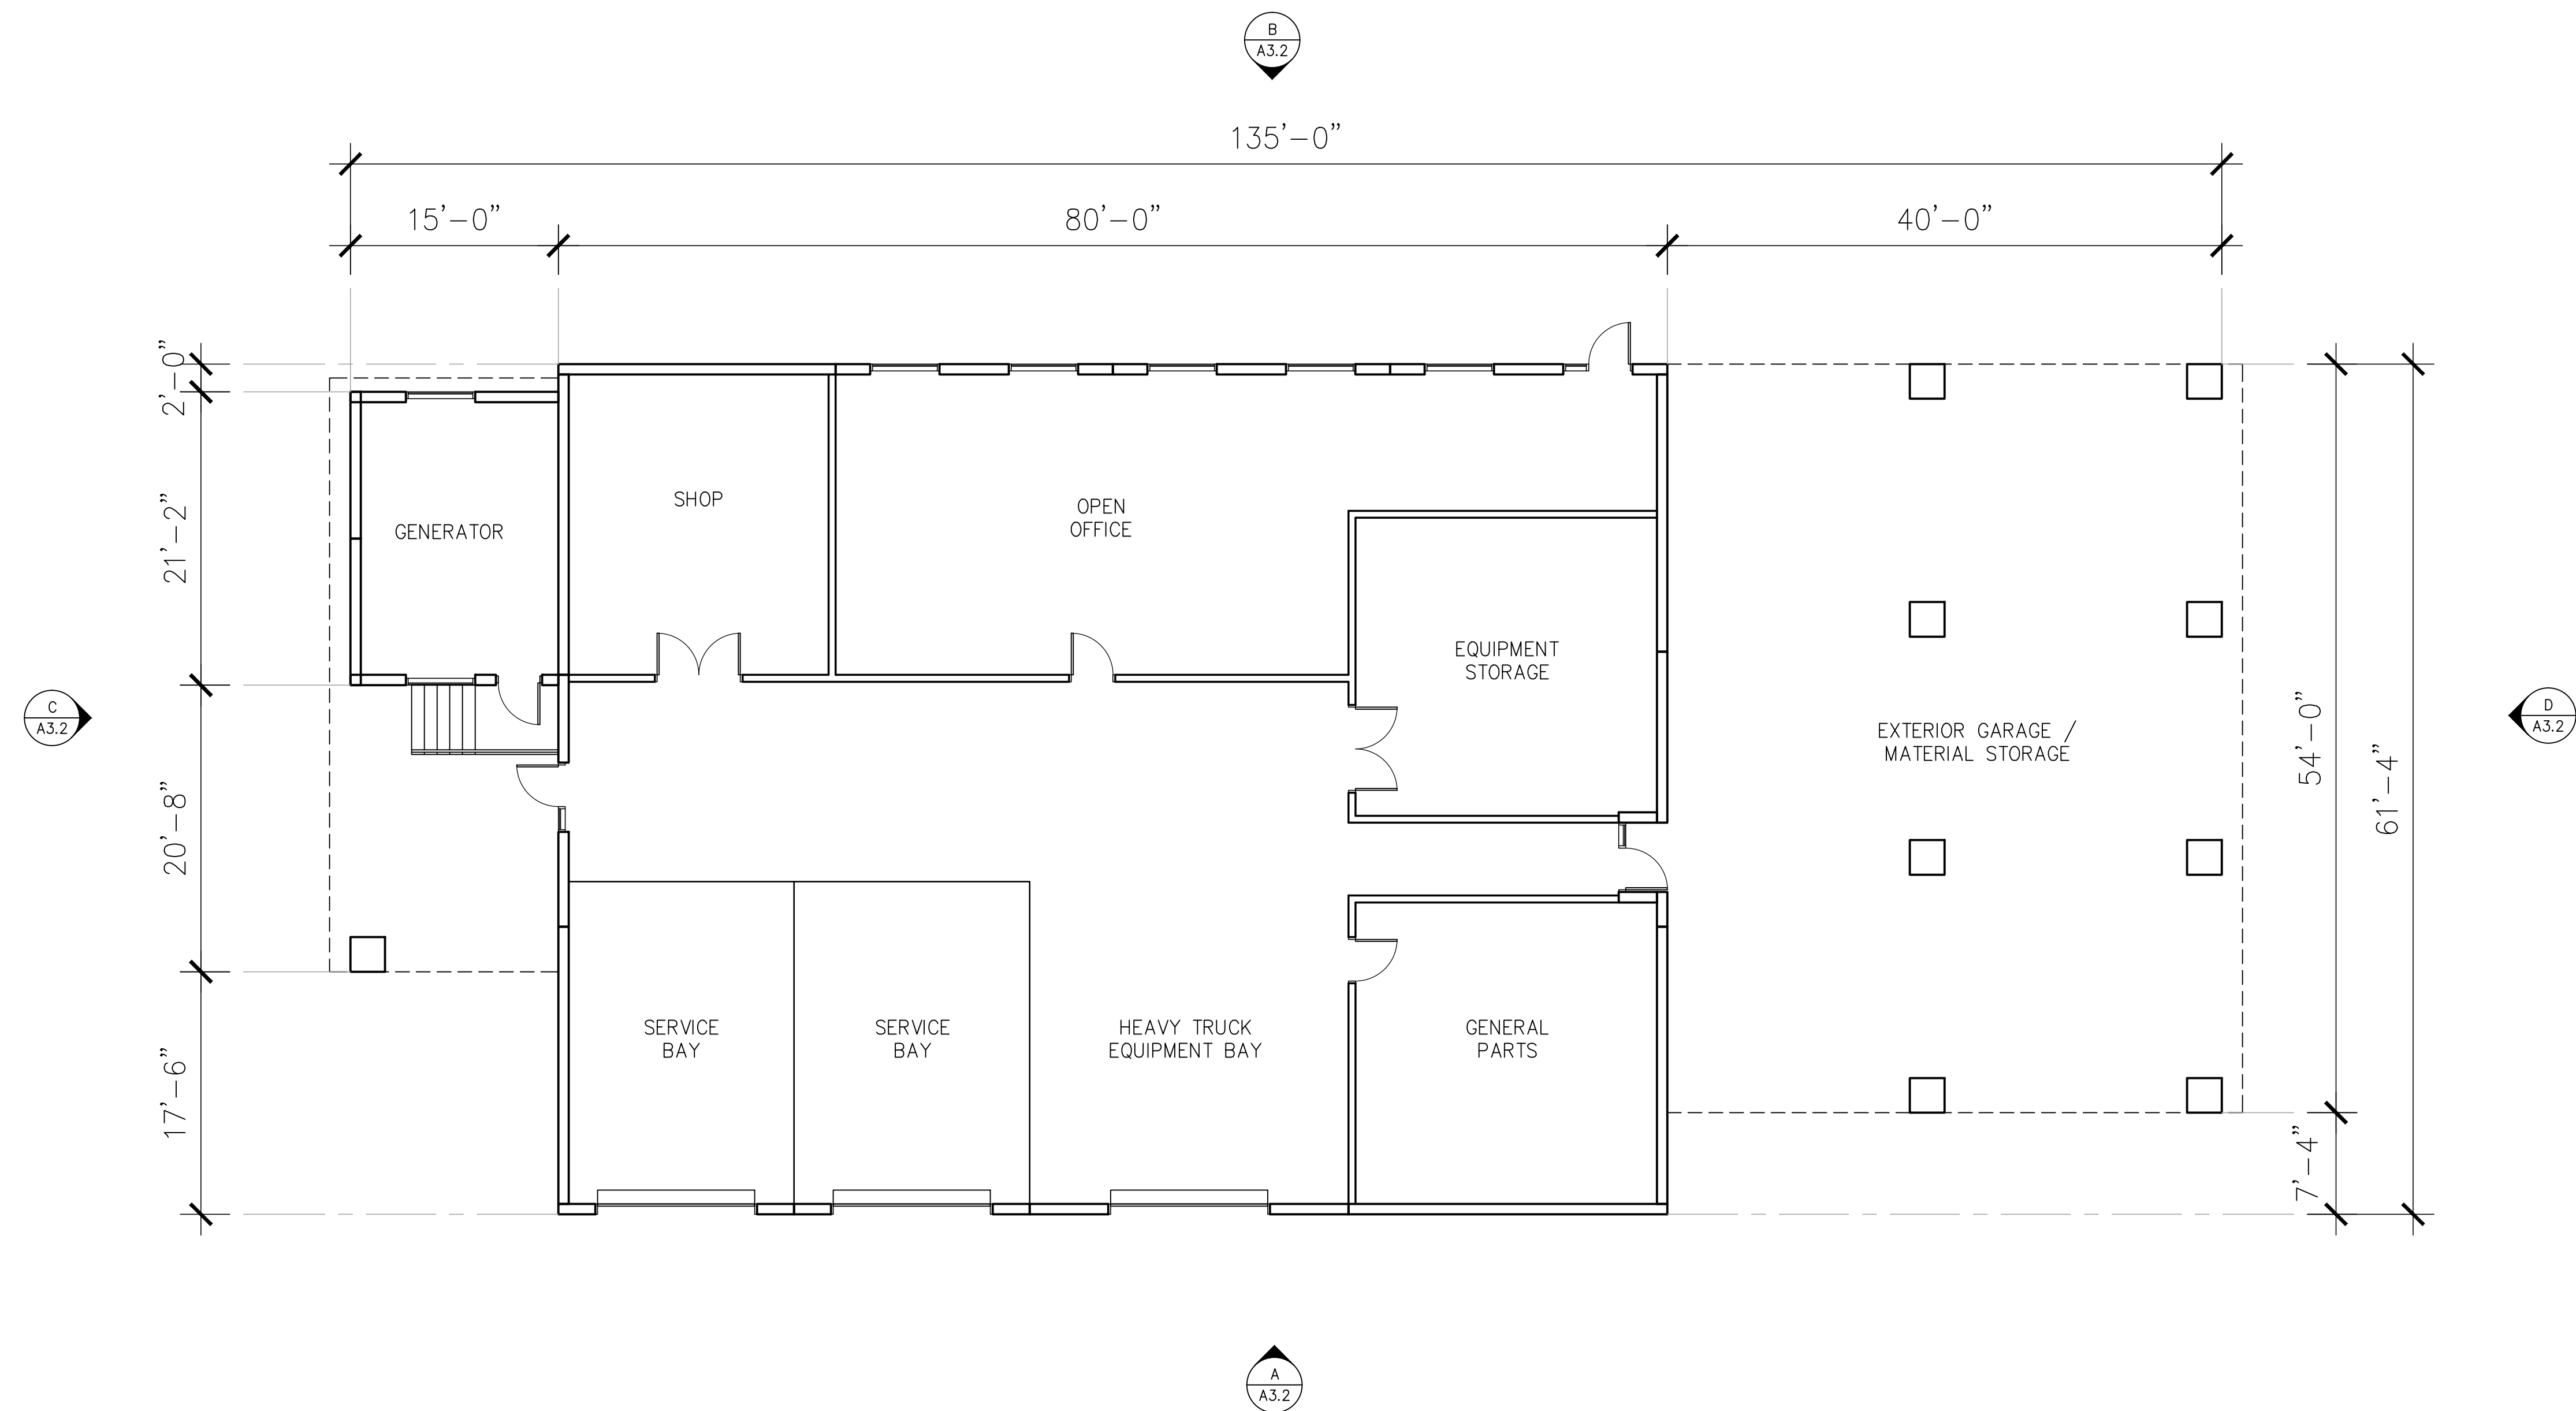 B
A3.2
135'-0"
15'-0"
80'-0"
40'-0"
2'-0"
21'-2"
20'-8"
17'-6"
SHOP
GENERATOR
OPEN
OFFICE
EQUIPMENT
STORAGE
EXTERIOR GARAGE /
MATERIAL STORAGE
C
A3.2
D
A3.2
54'-0"
61'-4"
7'-4"
SERVICE
BAY
SERVICE
BAY
HEAVY TRUCK
EQUIPMENT BAY
GENERAL
PARTS
A
A3.2